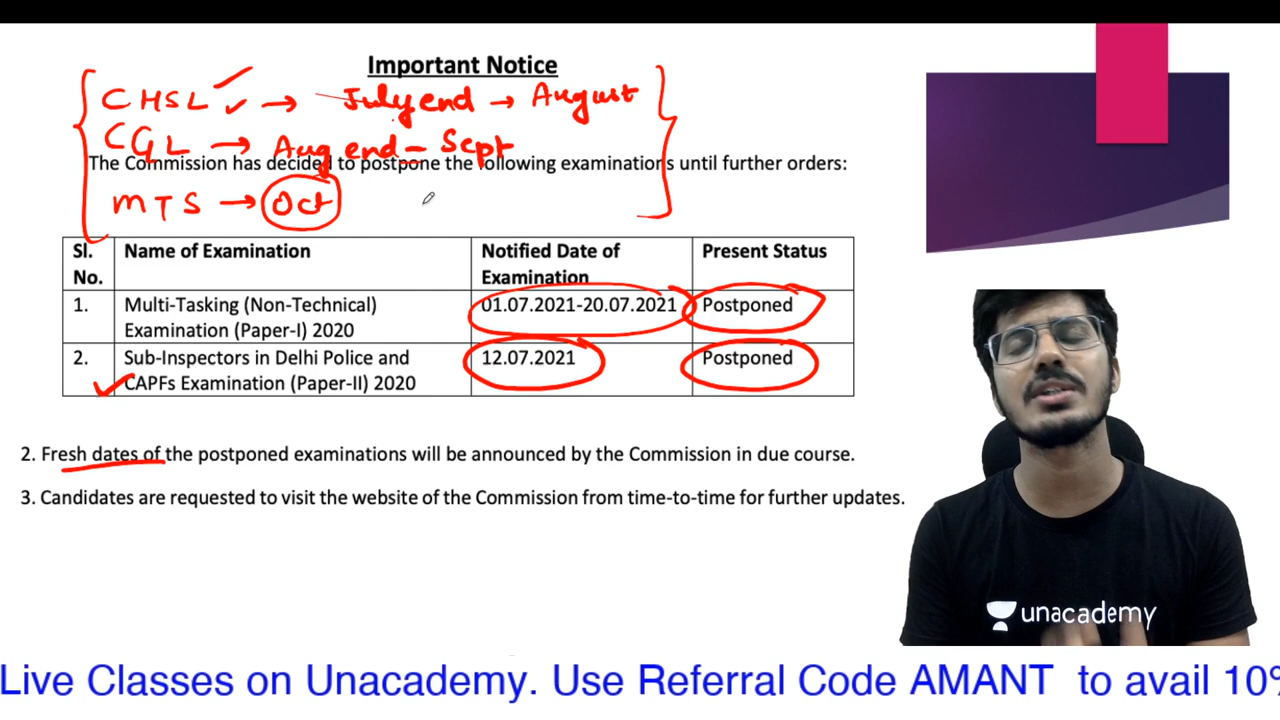 Important Notice
CHSL → July end → August
CGL → Aug end - Sept
The Commission has decided to postpone the following examinations until further orders:
MTS → Oct
Sl. No. Name of Examination Notified Date of Examination Present Status
1. Multi-Tasking (Non-Technical) Examination (Paper-I) 2020 01.07.2021-20.07.2021 Postponed
2. Sub-Inspectors in Delhi Police and CAPFs Examination (Paper-II) 2020 12.07.2021 Postponed
2. Fresh dates of the postponed examinations will be announced by the Commission in due course.
3. Candidates are requested to visit the website of the Commission from time-to-time for further updates.
unacademy
Live Classes on Unacademy. Use Referral Code AMANT to avail 10%